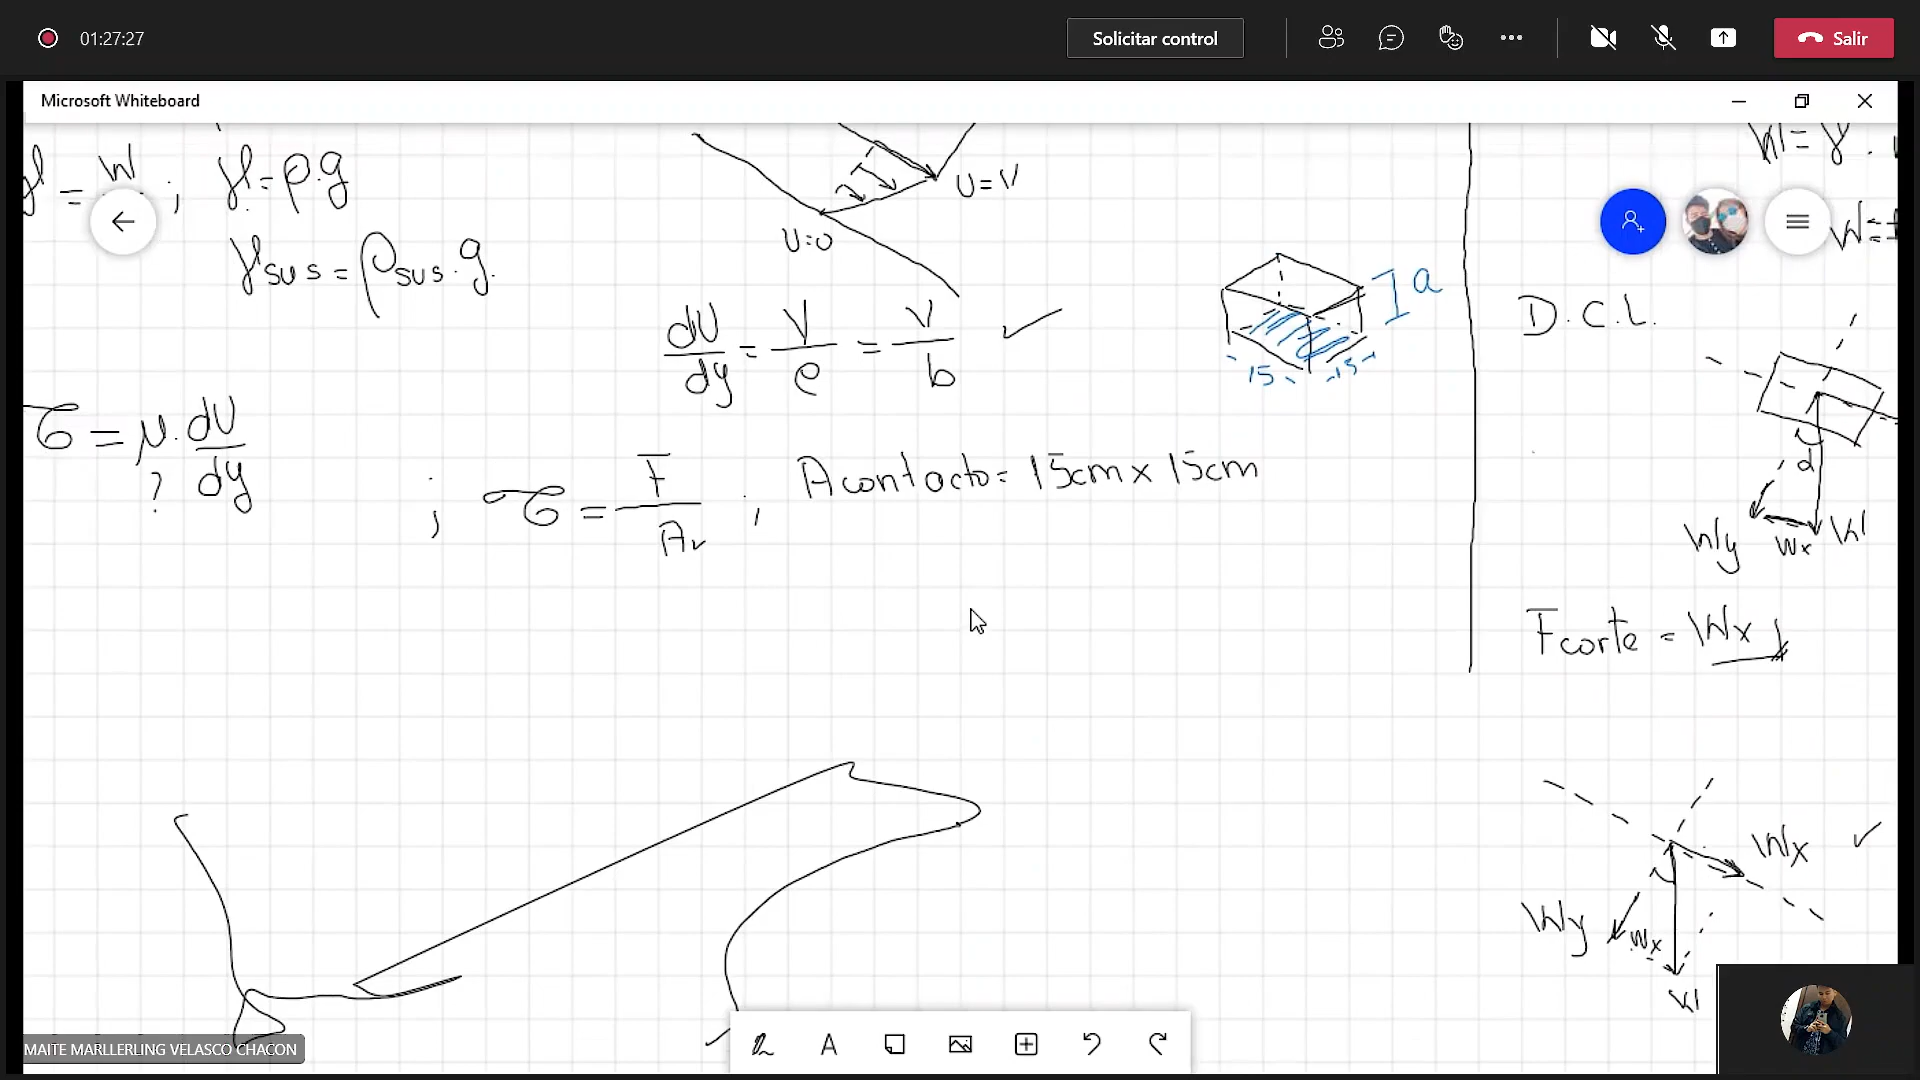 01:27:27
Solicitar control
Salir
Microsoft Whiteboard
γ = W ; γ = ρ.g
γsus = ρsus.g.
U=V
U=0
dU/dy = V/e = V/b ✓
a
15 15
τ = μ. dU/dy
?
; τ = F/A ; Acontacto = 15cm x 15cm
W = γ.
W =
D.C.L.
α
Wy Wx W
Fcorte = Wx
Wx ✓
Wy Wx
W
MAITE MARLLERLING VELASCO CHACON